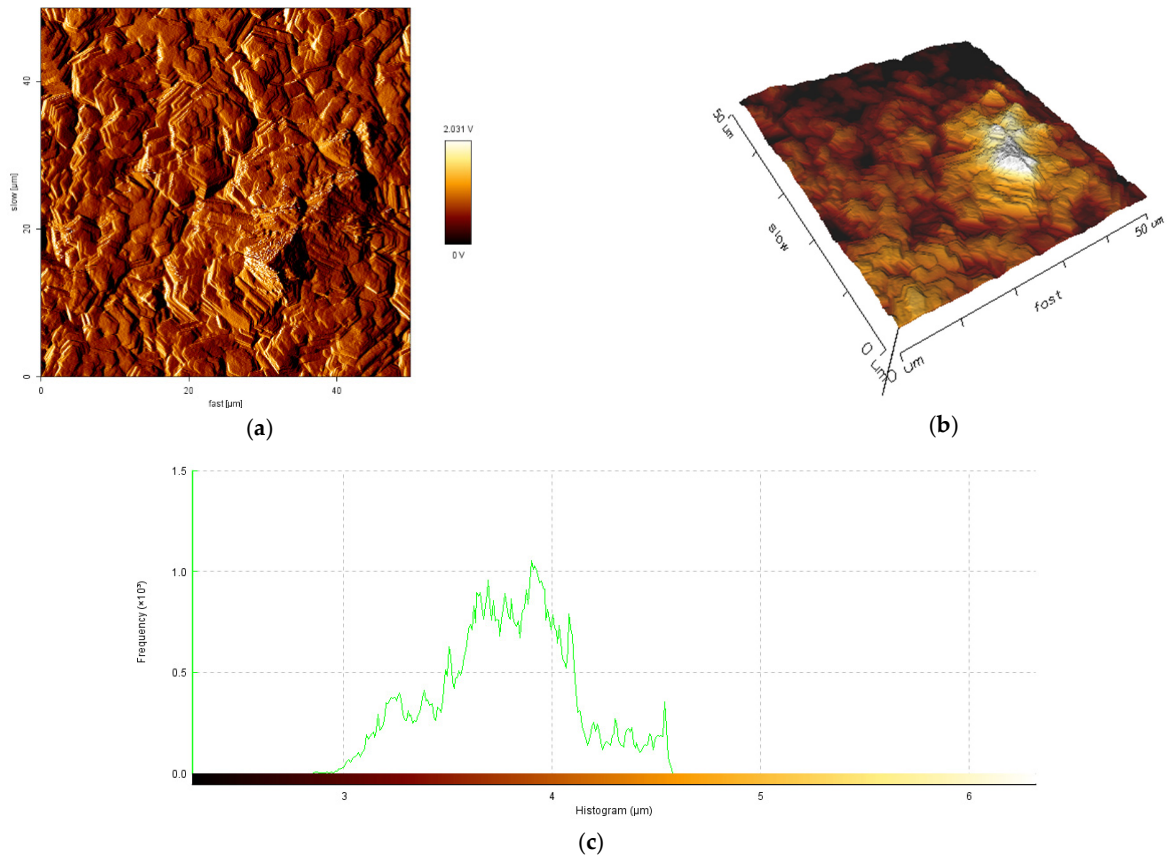 40
20
0
slow [µm]
0
20
40
fast [µm]
2.031 V
0 V
(a)
50 um
slow
0 um
0 um
fast
50 um
(b)
1.5
1.0
0.5
0.0
Frequency (×10³)
3
4
5
6
Histogram (µm)
(c)